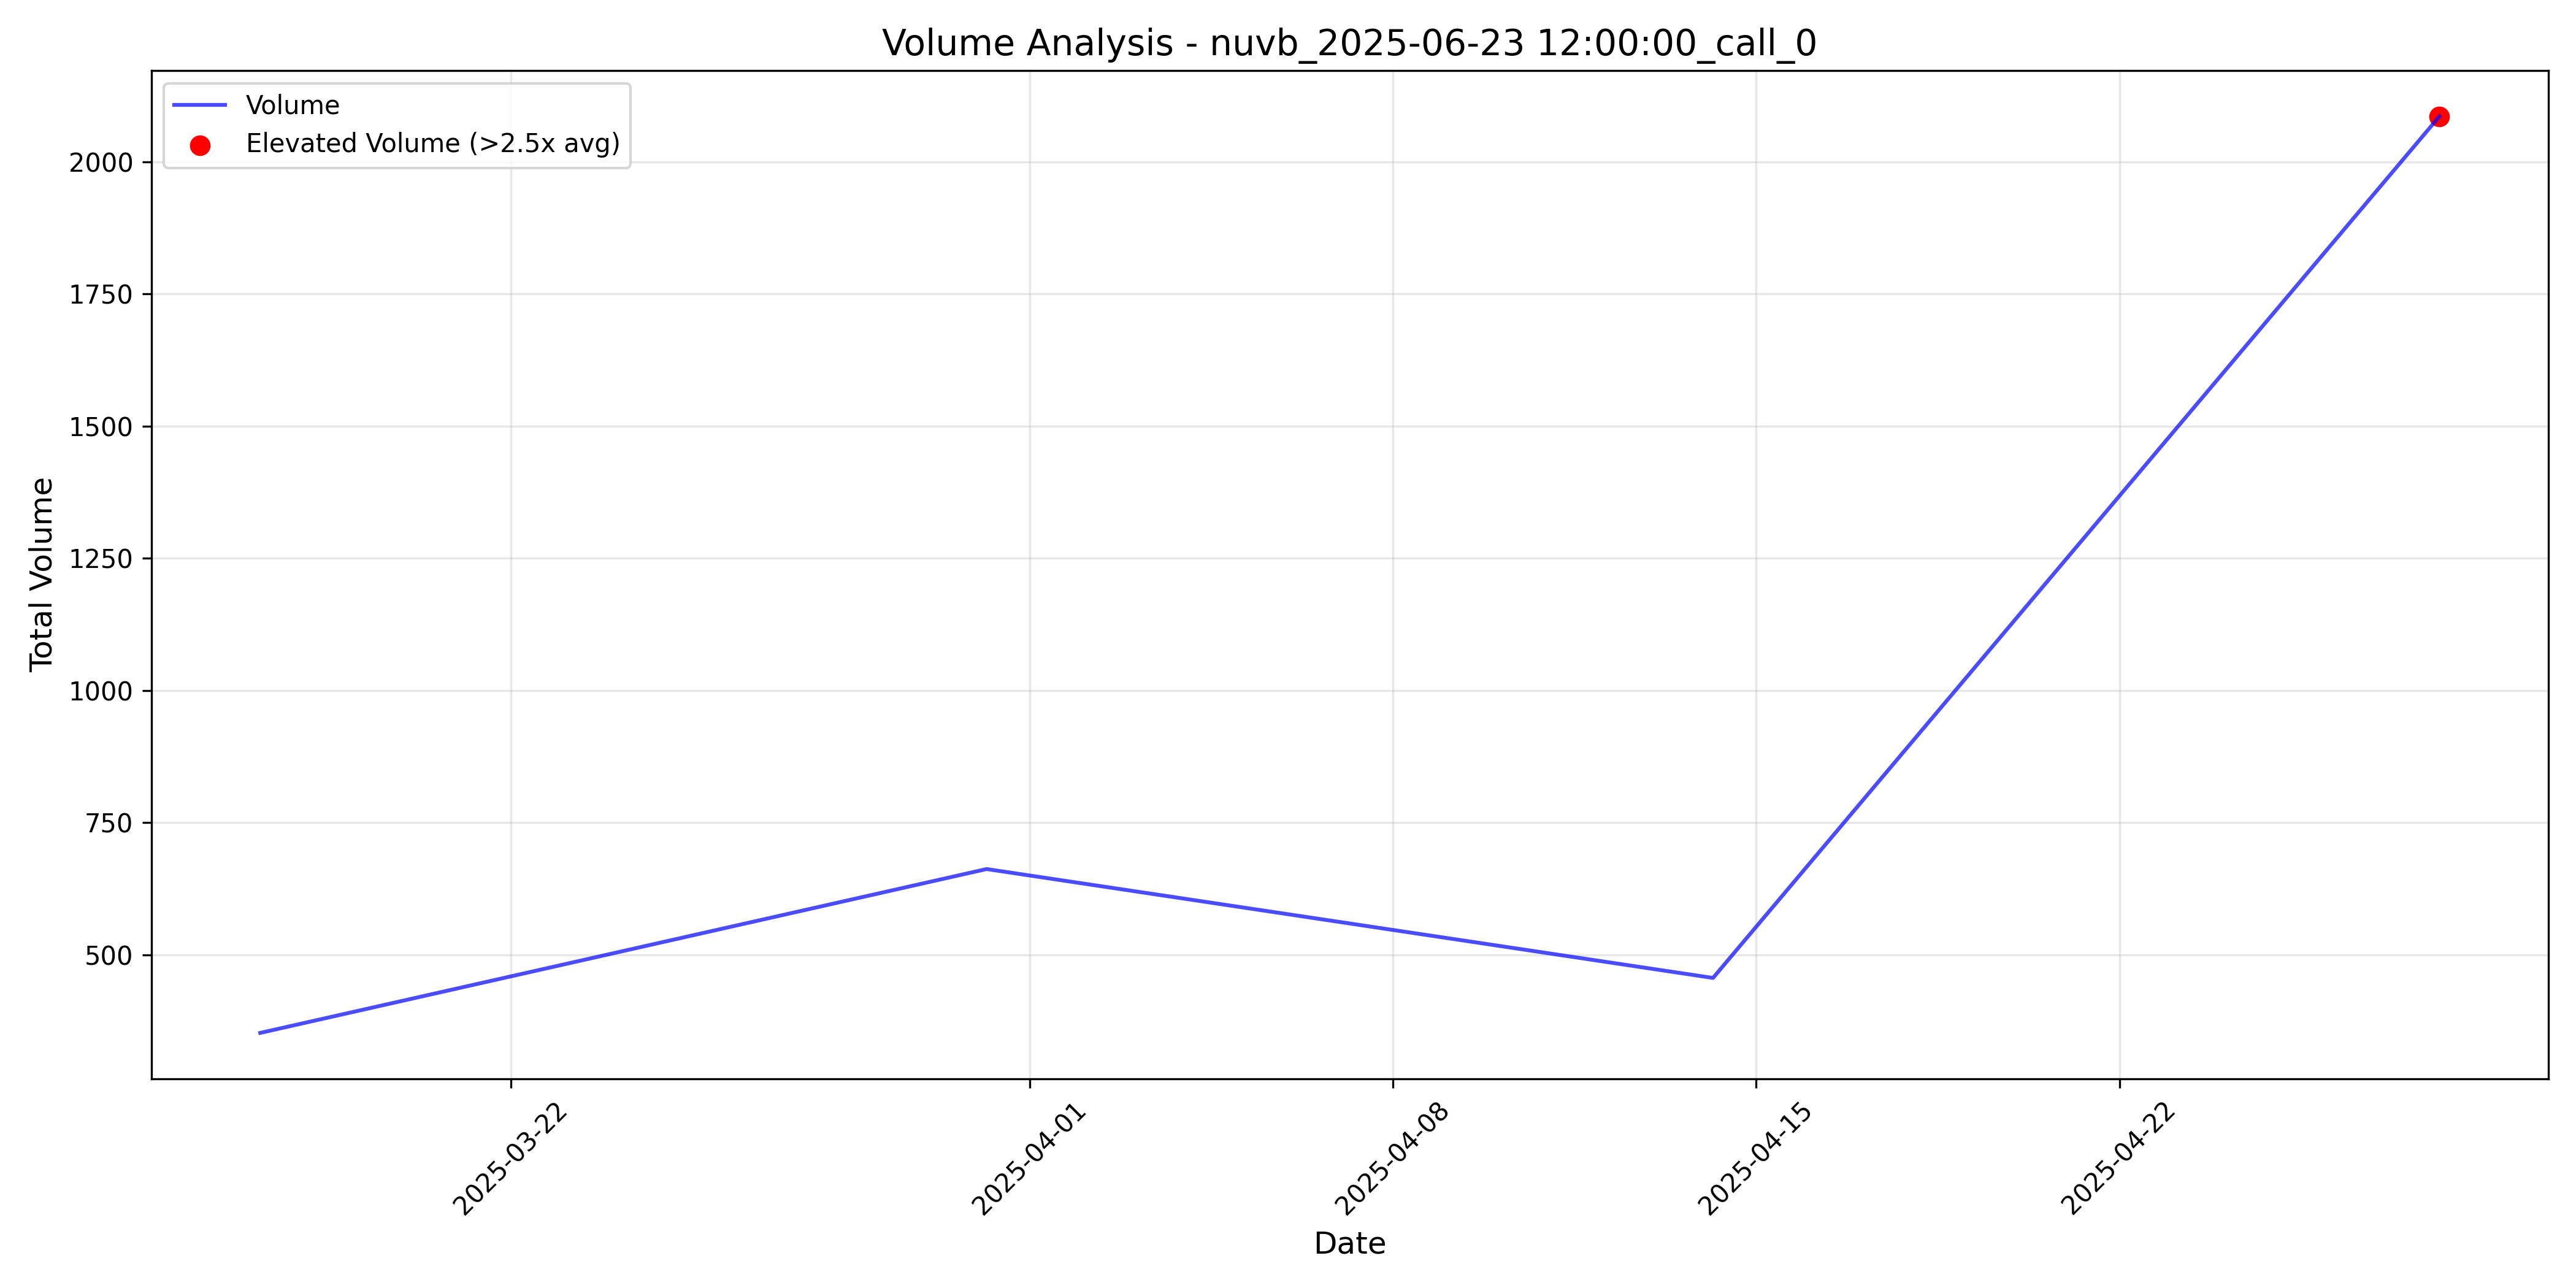 Volume Analysis - nuvb_2025-06-23 12:00:00_call_0
Volume
Elevated Volume (>2.5x avg)
Total Volume
2000
1750
1500
1250
1000
750
500
2025-03-22
2025-04-01
2025-04-08
2025-04-15
2025-04-22
Date